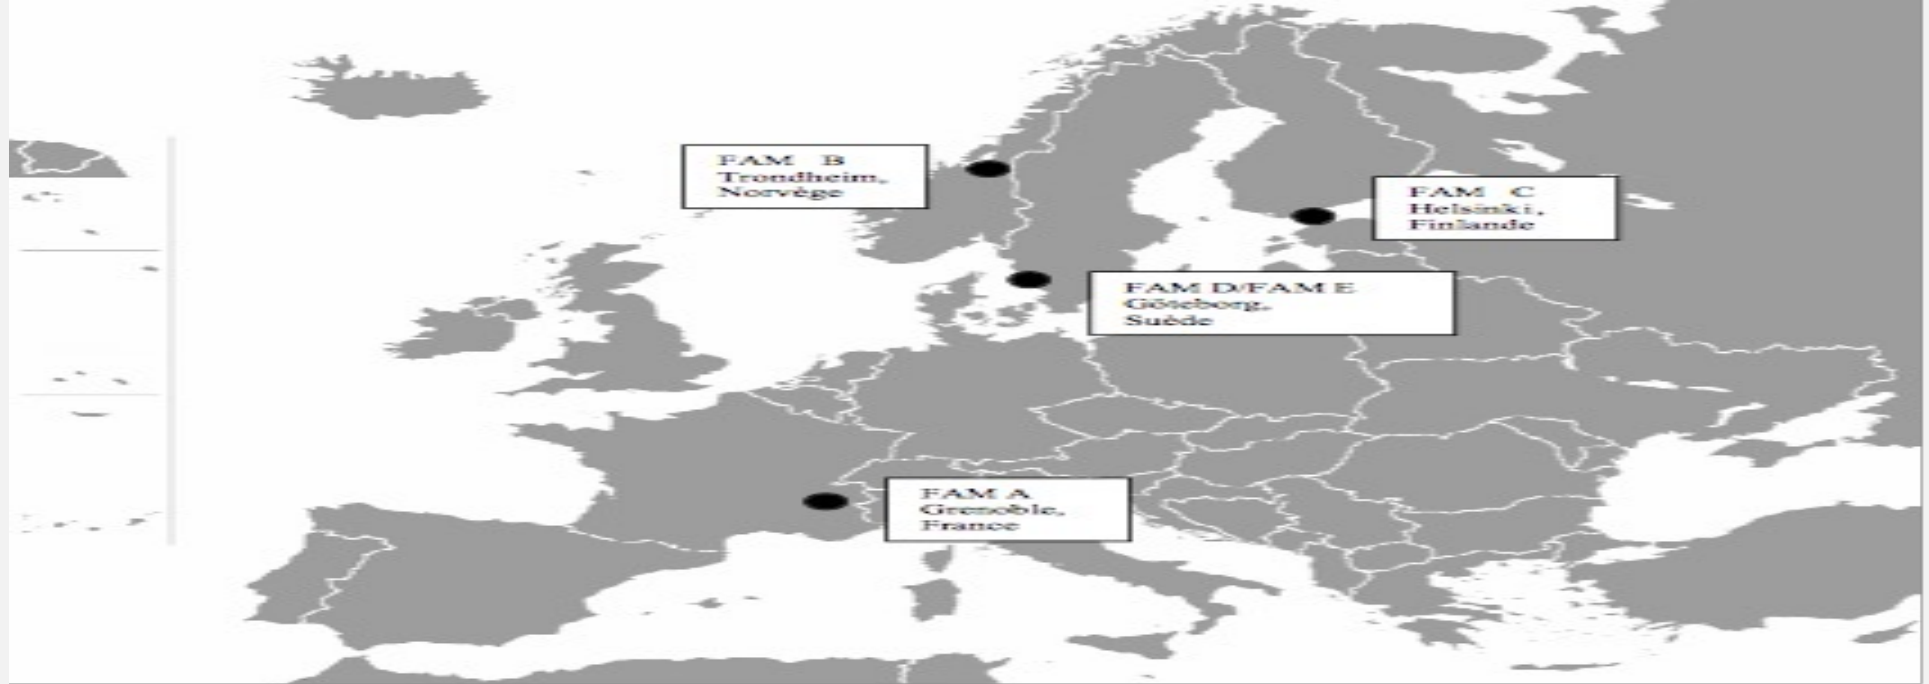 FAM B
Trondheim,
Norvège
FAM C
Helsinki,
Finlande
FAM D/FAM E
Göteborg,
Suède
FAM A
Grenoble,
France